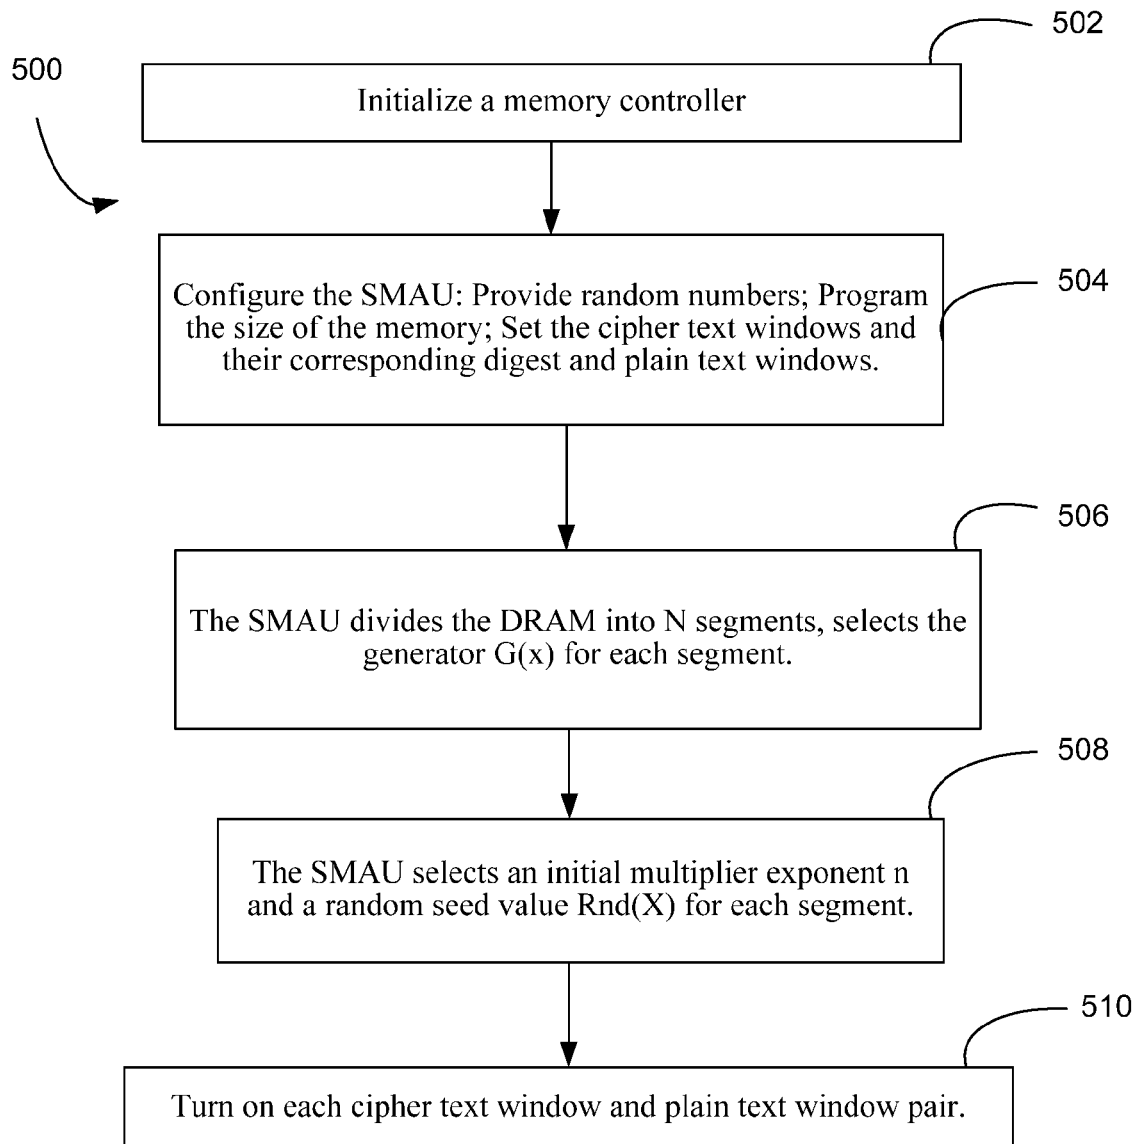 502
500
Initialize a memory controller
504
Configure the SMAU: Provide random numbers; Program
the size of the memory; Set the cipher text windows and
their corresponding digest and plain text windows.
506
The SMAU divides the DRAM into N segments, selects the
generator G(x) for each segment.
508
The SMAU selects an initial multiplier exponent n
and a random seed value Rnd(X) for each segment.
510
Turn on each cipher text window and plain text window pair.